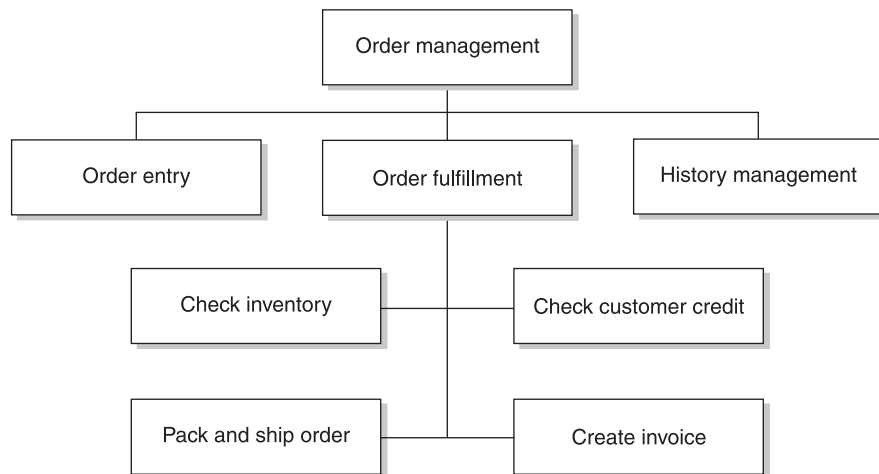 Order management
Order entry
Order fulfillment
History management
Check inventory
Check customer credit
Pack and ship order
Create invoice